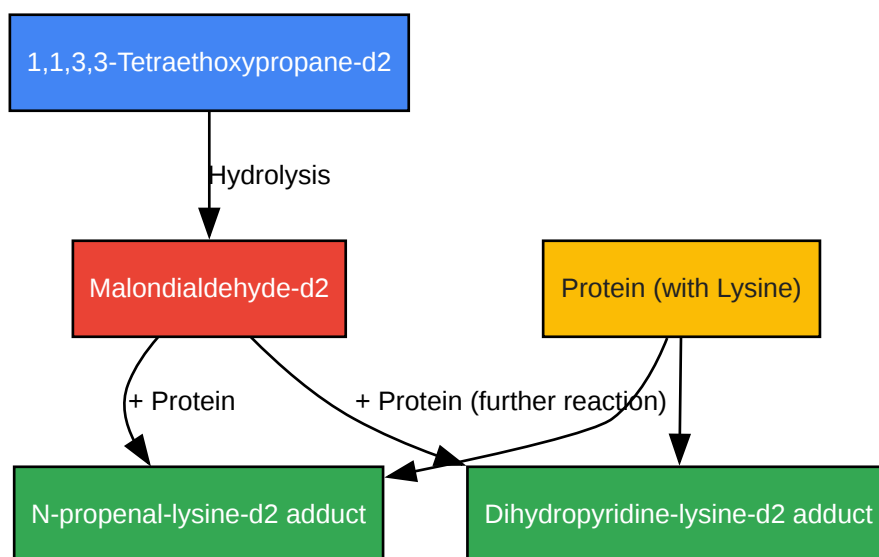 1,1,3,3-Tetraethoxypropane-d2
Hydrolysis
Malondialdehyde-d2
Protein (with Lysine)
+ Protein
+ Protein (further reaction)
N-propenal-lysine-d2 adduct
Dihydropyridine-lysine-d2 adduct